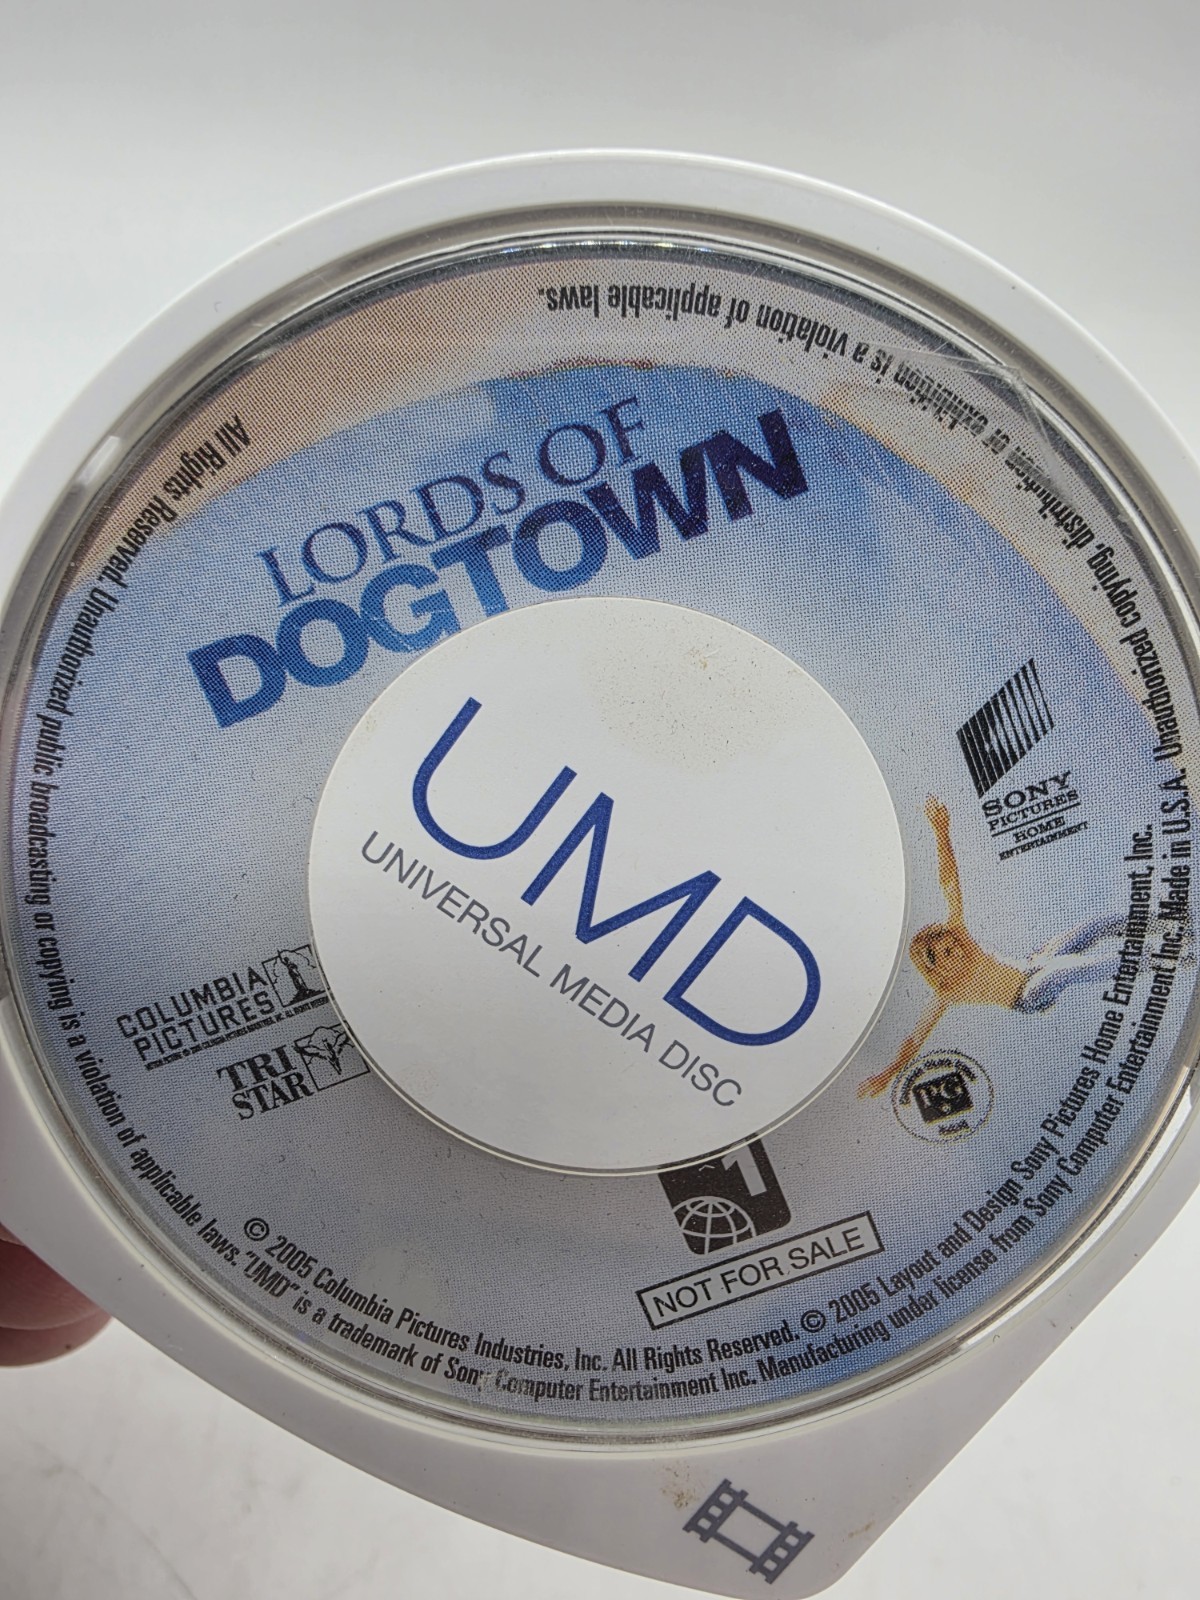 LORDS OF
DOGTOWN
UMD
UNIVERSAL MEDIA DISC
SONY
PICTURES
HOME
ENTERTAINMENT
COLUMBIA
PICTURES
TRI
STAR
1
NOT FOR SALE
© 2005 Columbia Pictures Industries, Inc. All Rights Reserved. © 2005 Layout and Design Sony Pictures Home Entertainment, Inc.
"UMD" is a trademark of Sony Computer Entertainment Inc. Manufacturing under license from Sony Computer Entertainment Inc. Made in U.S.A. Unauthorized copying, distribution or exhibition is a violation of applicable laws.
All Rights Reserved. Unauthorized public broadcasting or copying is a violation of applicable laws.